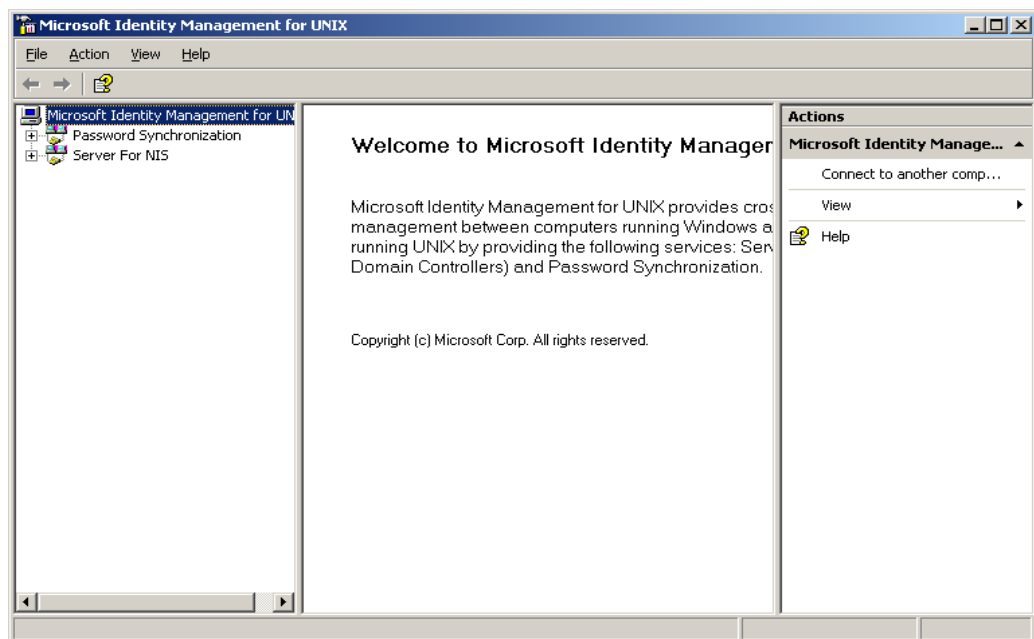 Microsoft Identity Management for UNIX
File Action View Help
Microsoft Identity Management for UN
Password Synchronization
Server For NIS
Welcome to Microsoft Identity Manager
Microsoft Identity Management for UNIX provides cros
management between computers running Windows a
running UNIX by providing the following services: Serv
Domain Controllers) and Password Synchronization.
Copyright (c) Microsoft Corp. All rights reserved.
Actions
Microsoft Identity Manage...
Connect to another comp...
View
Help